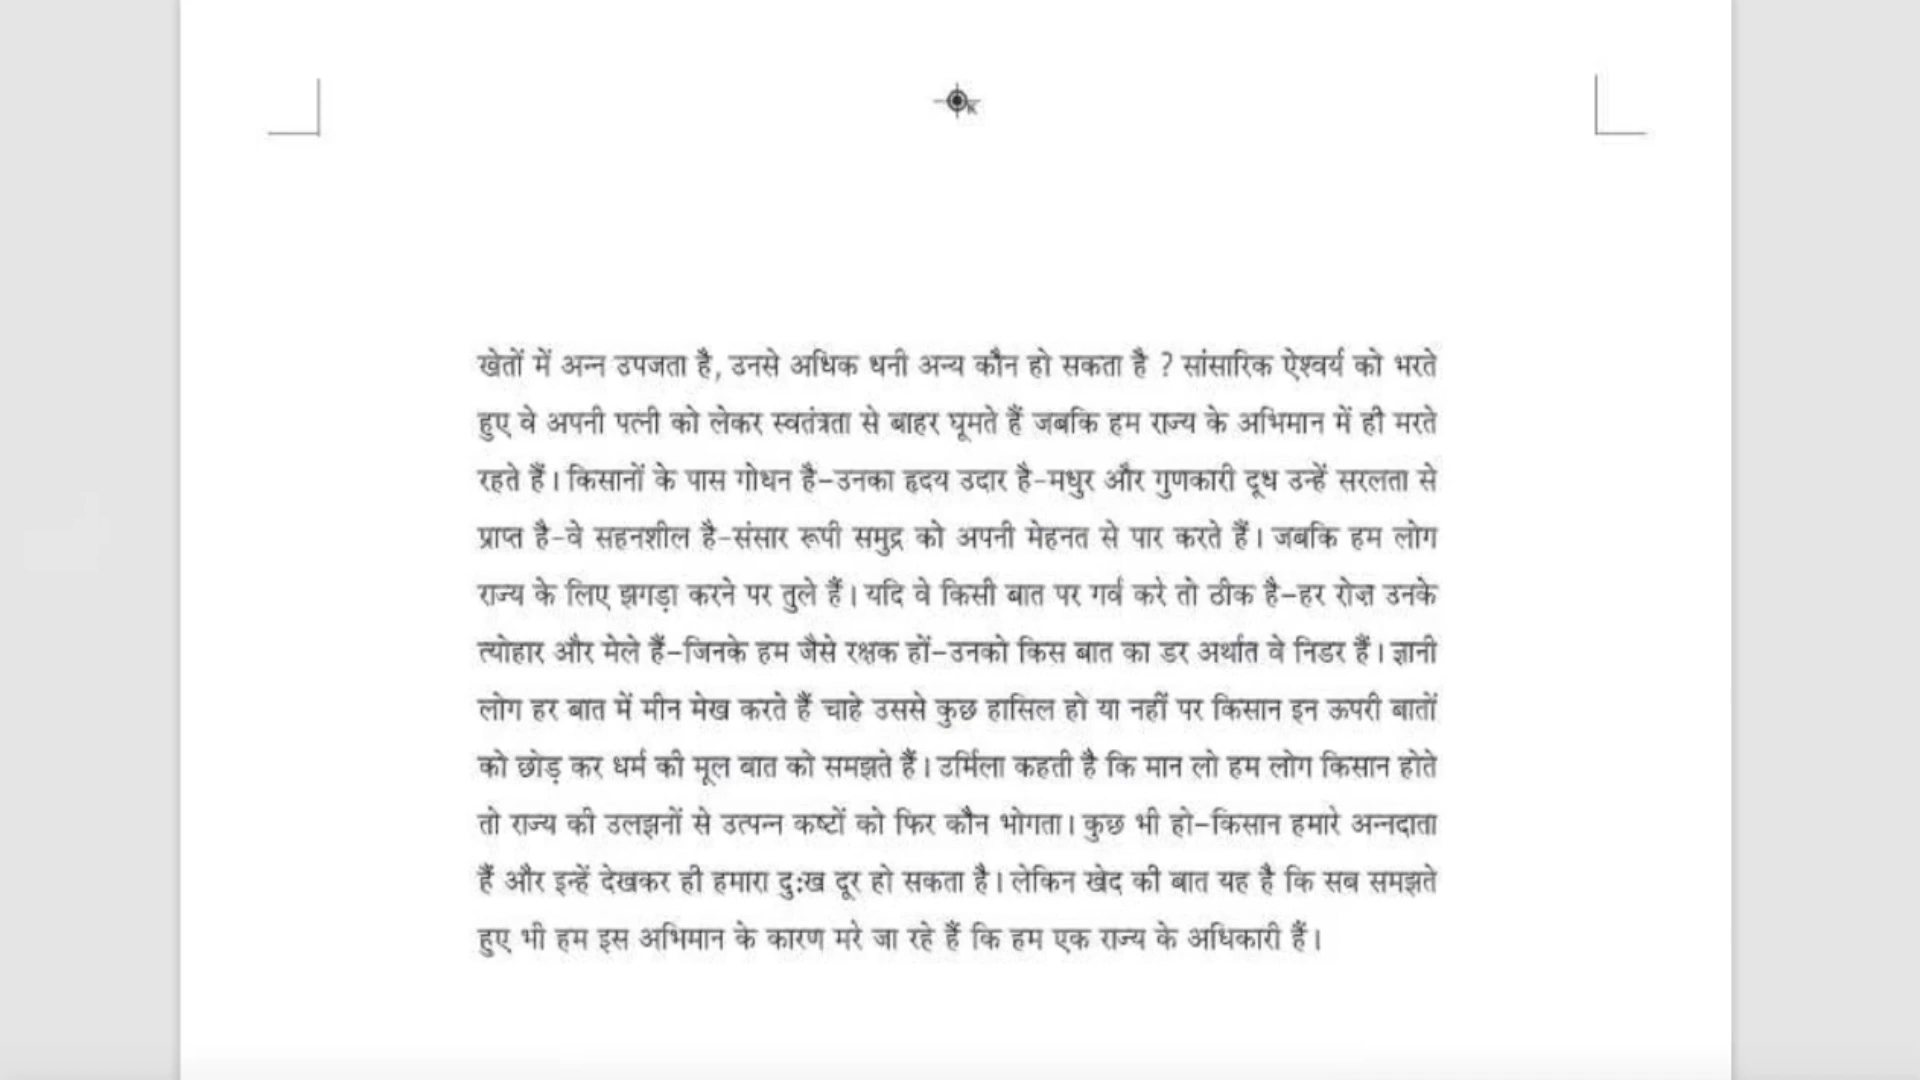 खेतों में अन्न उपजता है, उनसे अधिक धनी अन्य कौन हो सकता है ? सांसारिक ऐश्वर्य को भरते
हुए वे अपनी पत्नी को लेकर स्वतंत्रता से बाहर घूमते हैं जबकि हम राज्य के अभिमान में ही मरते
रहते हैं। किसानों के पास गोधन है–उनका हृदय उदार है–मधुर और गुणकारी दूध उन्हें सरलता से
प्राप्त है–वे सहनशील है–संसार रूपी समुद्र को अपनी मेहनत से पार करते हैं। जबकि हम लोग
राज्य के लिए झगड़ा करने पर तुले हैं। यदि वे किसी बात पर गर्व करे तो ठीक है–हर रोज़ उनके
त्योहार और मेले हैं–जिनके हम जैसे रक्षक हों–उनको किस बात का डर अर्थात वे निडर हैं। ज्ञानी
लोग हर बात में मीन मेख करते हैं चाहे उससे कुछ हासिल हो या नहीं पर किसान इन ऊपरी बातों
को छोड़ कर धर्म की मूल बात को समझते हैं। उर्मिला कहती है कि मान लो हम लोग किसान होते
तो राज्य की उलझनों से उत्पन्न कष्टों को फिर कौन भोगता। कुछ भी हो–किसान हमारे अन्नदाता
हैं और इन्हें देखकर ही हमारा दुःख दूर हो सकता है। लेकिन खेद की बात यह है कि सब समझते
हुए भी हम इस अभिमान के कारण मरे जा रहे हैं कि हम एक राज्य के अधिकारी हैं।